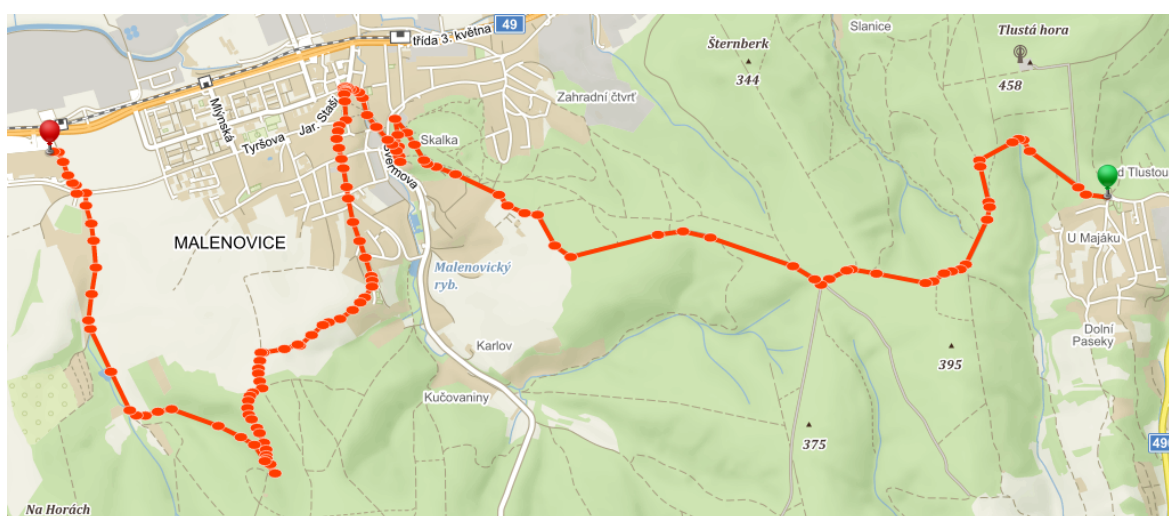 49
třída 3. května
Slanice
Tlustá hora
Šternberk
344
458
Zahradní čtvrť
Mlýnská
Jar. Staši
Tyršova
Skalka
Švermova
d Tlustou
MALENOVICE
U Majáku
Malenovický
ryb.
Dolní
Paseky
Karlov
395
Kučovaniny
375
490
Na Horách